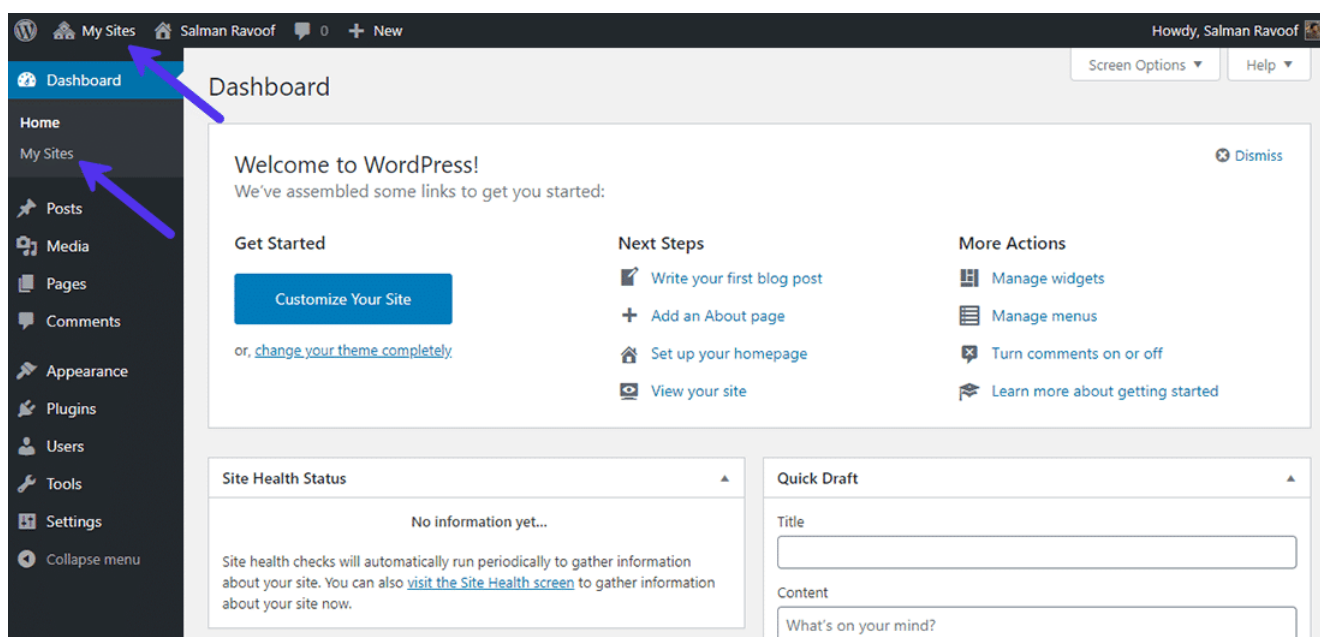 My Sites Salman Ravoof 0 New Howdy, Salman Ravoof
Screen Options Help
Dashboard
Home
My Sites
Posts
Media
Pages
Comments
Appearance
Plugins
Users
Tools
Settings
Collapse menu
Dashboard
Welcome to WordPress!
Dismiss
We've assembled some links to get you started:
Get Started
Customize Your Site
or, change your theme completely
Next Steps
Write your first blog post
Add an About page
Set up your homepage
View your site
More Actions
Manage widgets
Manage menus
Turn comments on or off
Learn more about getting started
Site Health Status
No information yet...
Site health checks will automatically run periodically to gather information
about your site. You can also visit the Site Health screen to gather information
about your site now.
Quick Draft
Title
Content
What's on your mind?